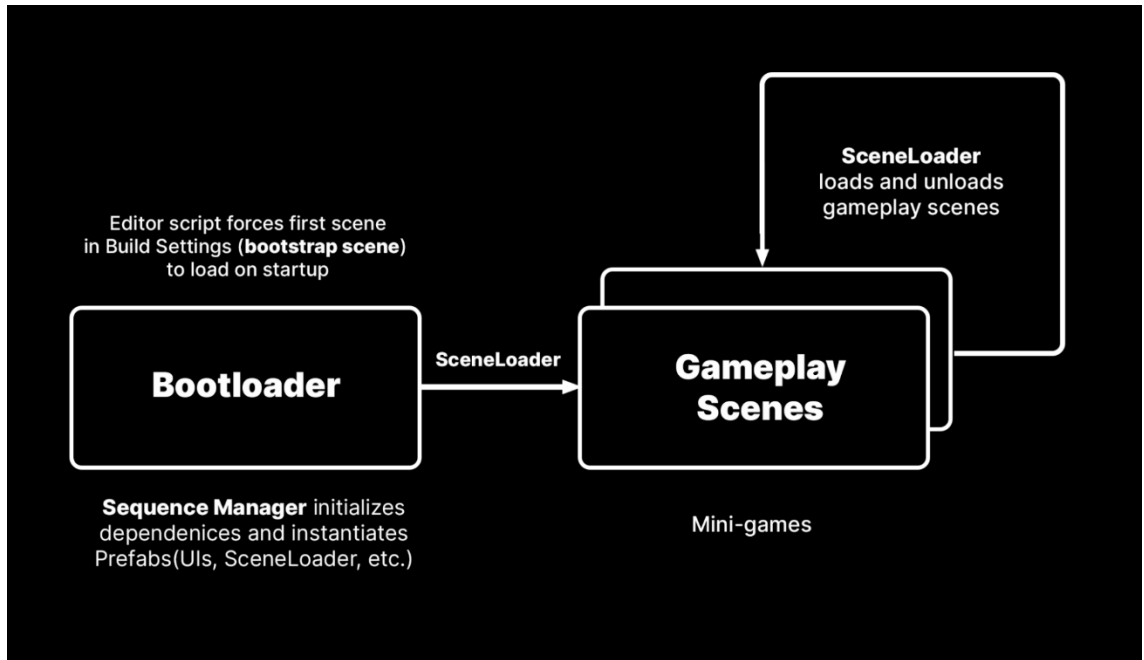 Editor script forces first scene
in Build Settings (bootstrap scene)
to load on startup
Bootloader
Sequence Manager initializes
dependenices and instantiates
Prefabs(UIs, SceneLoader, etc.)
SceneLoader
SceneLoader
loads and unloads
gameplay scenes
Gameplay
Scenes
Mini-games